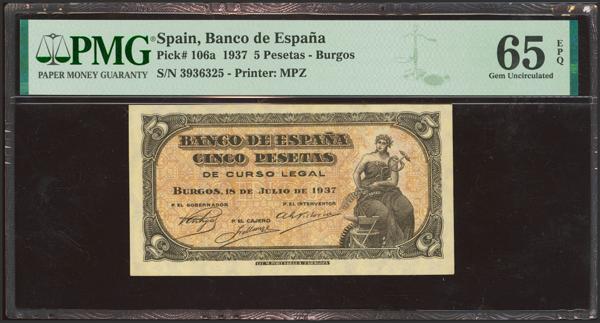 PMG
PAPER MONEY GUARANTY
Spain, Banco de España
Pick# 106a 1937 5 Pesetas - Burgos
S/N 3936325 - Printer: MPZ
65 EPQ
Gem Uncirculated
5
5
BANCO DE ESPAÑA
CINCO PESETAS
DE CURSO LEGAL
BURGOS, 18 DE JULIO DE 1937
P. EL GOBERNADOR
P. EL INTERVENTOR
P. EL CAJERO
5